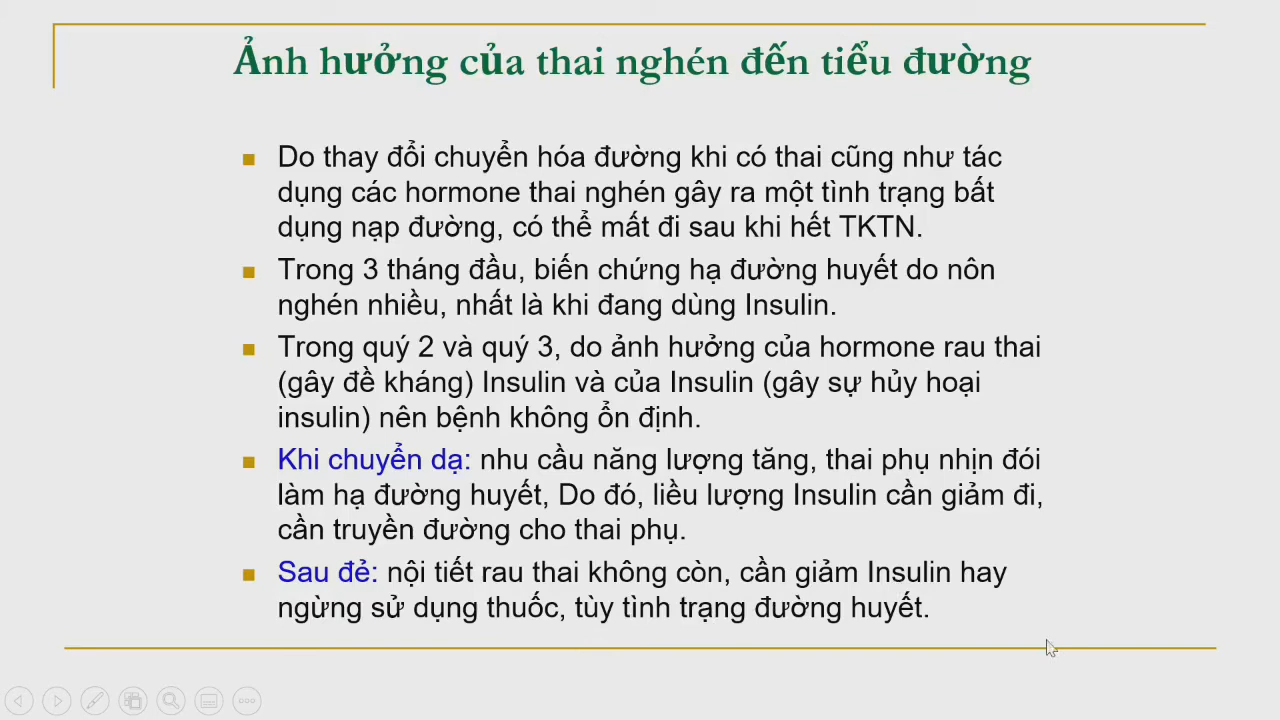 Ảnh hưởng của thai nghén đến tiểu đường
Do thay đổi chuyển hóa đường khi có thai cũng như tác
dụng các hormone thai nghén gây ra một tình trạng bất
dụng nạp đường, có thể mất đi sau khi hết TKTN.
Trong 3 tháng đầu, biến chứng hạ đường huyết do nôn
nghén nhiều, nhất là khi đang dùng Insulin.
Trong quý 2 và quý 3, do ảnh hưởng của hormone rau thai
(gây đề kháng) Insulin và của Insulin (gây sự hủy hoại
insulin) nên bệnh không ổn định.
Khi chuyển dạ: nhu cầu năng lượng tăng, thai phụ nhịn đói
làm hạ đường huyết, Do đó, liều lượng Insulin cần giảm đi,
cần truyền đường cho thai phụ.
Sau đẻ: nội tiết rau thai không còn, cần giảm Insulin hay
ngừng sử dụng thuốc, tùy tình trạng đường huyết.